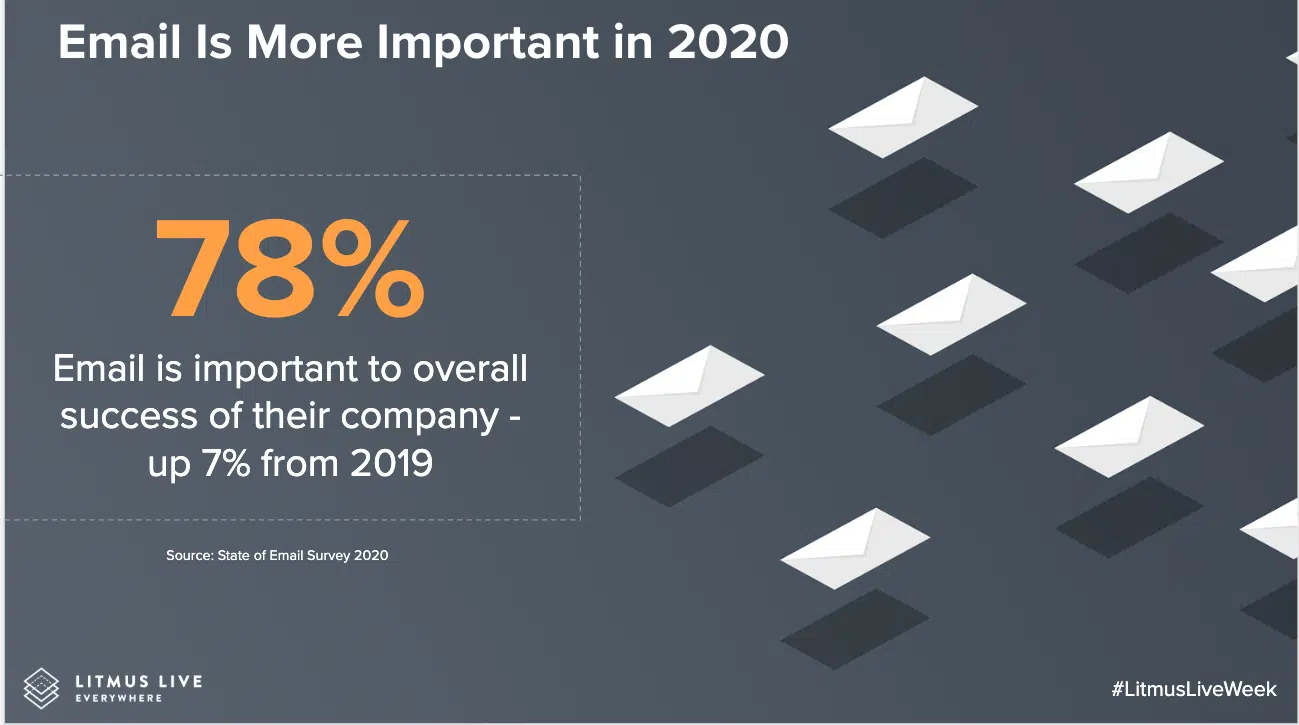 Email Is More Important in 2020
78%
Email is important to overall
success of their company -
up 7% from 2019
Source: State of Email Survey 2020
LITMUS LIVE
EVERYWHERE
#LitmusLiveWeek